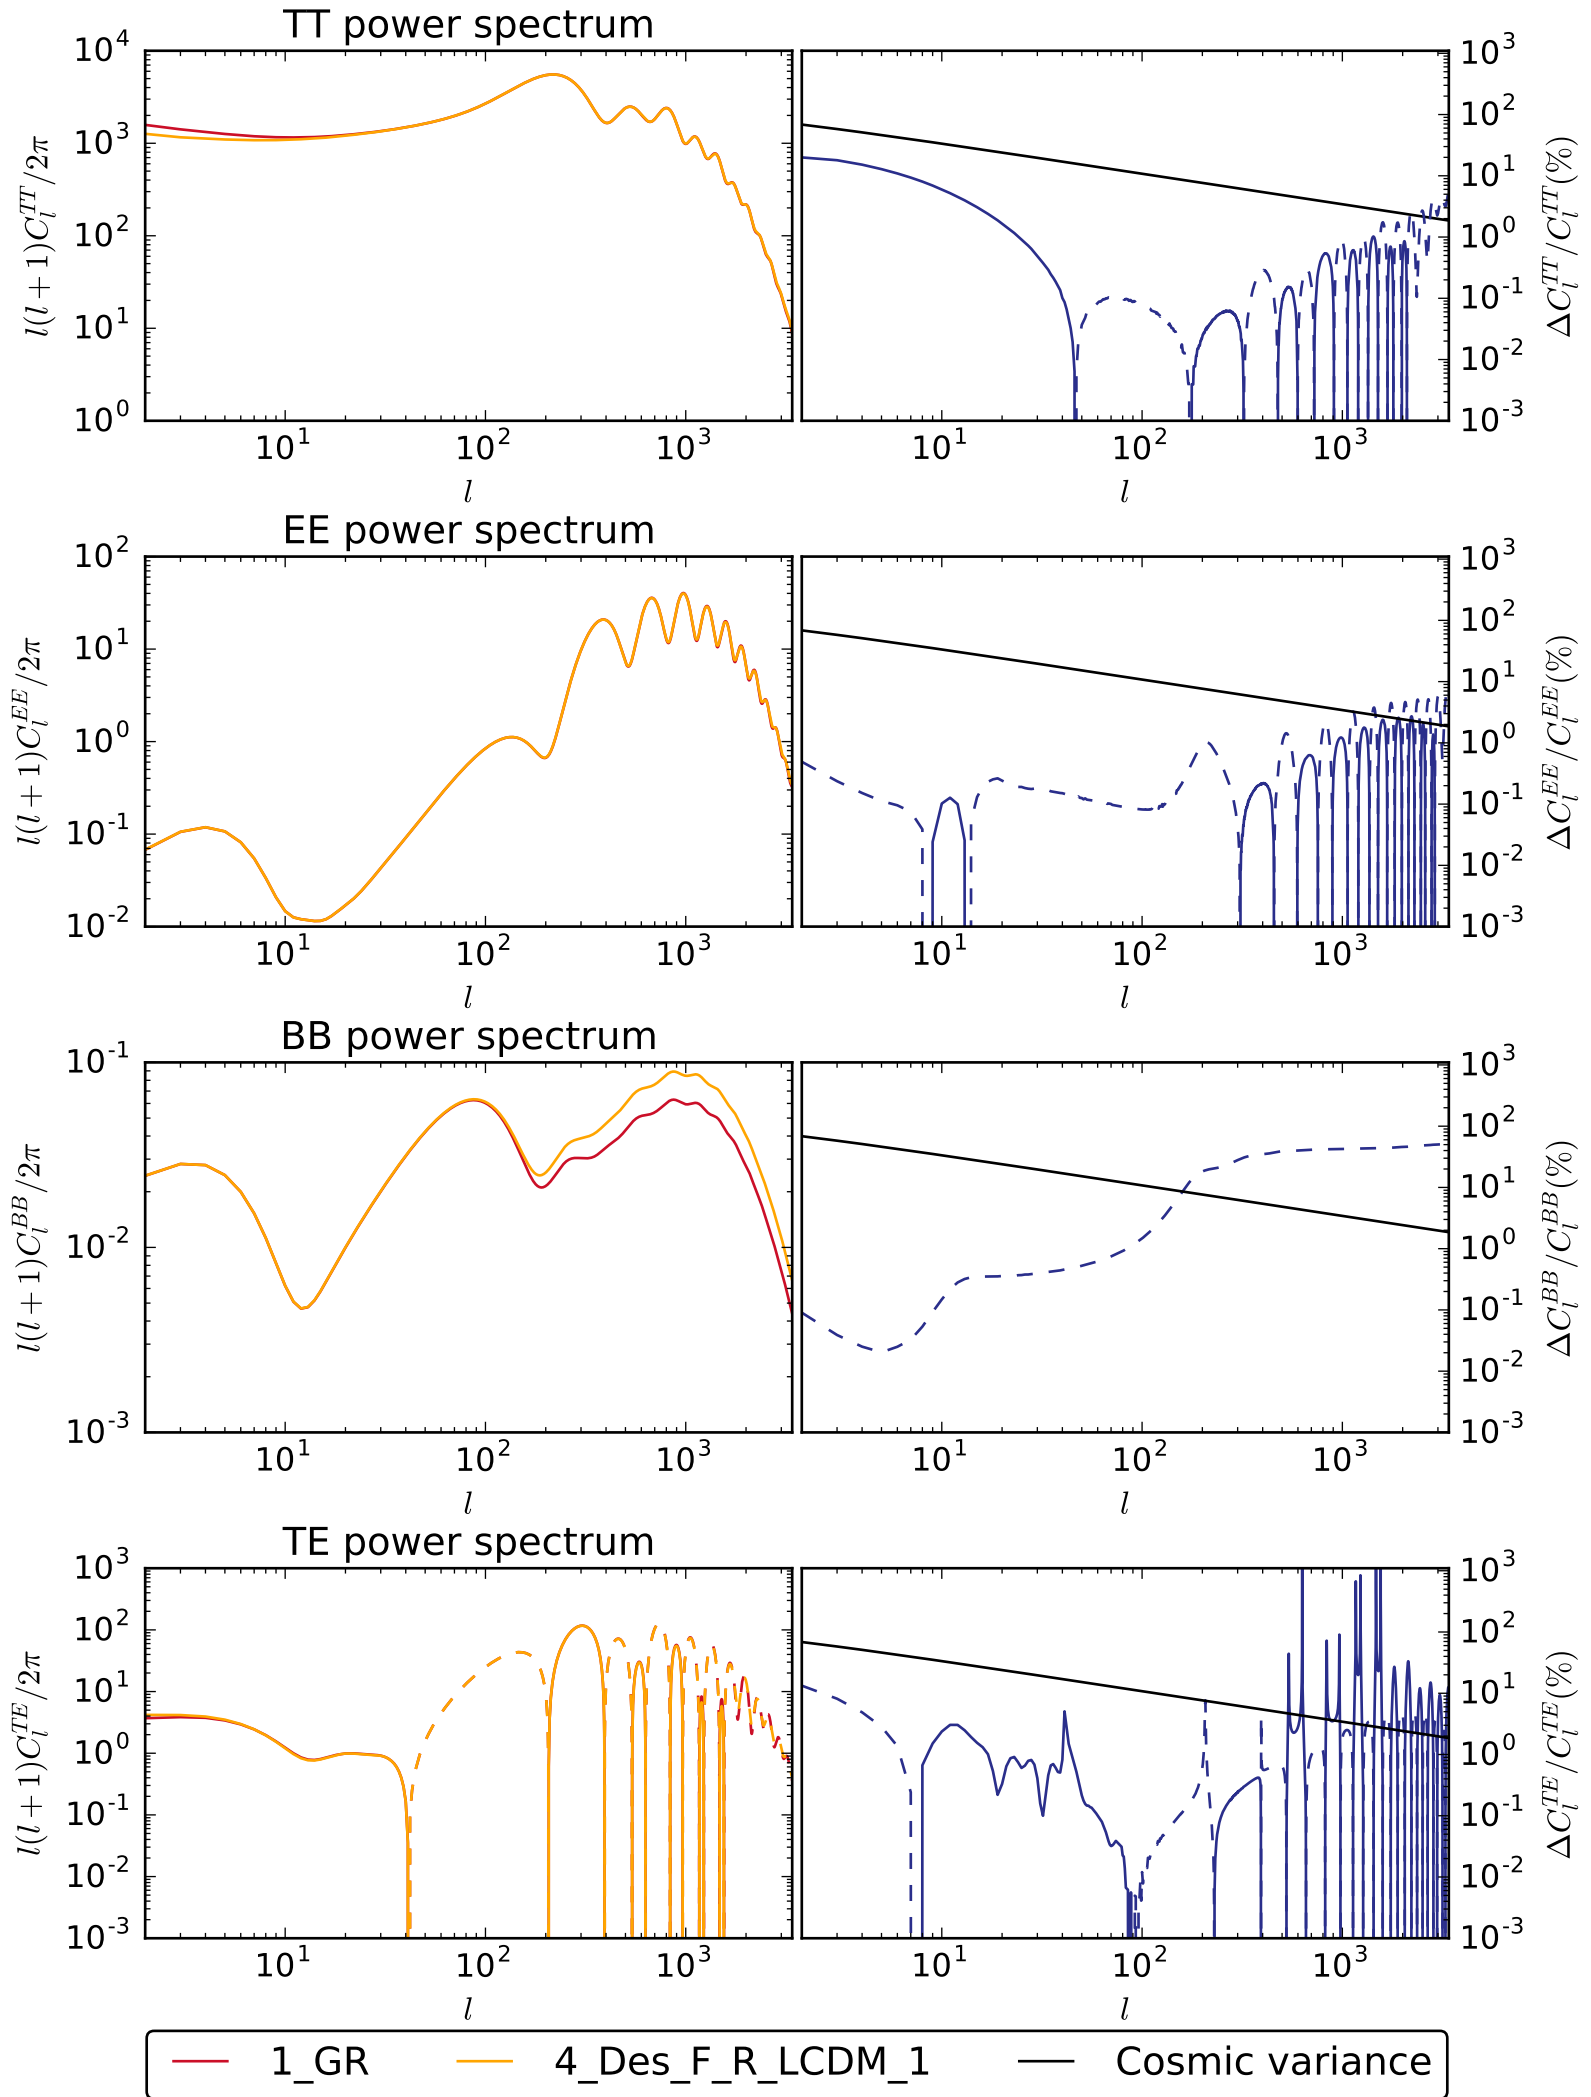 TT power spectrum
10^4
10^3
10^2
10^1
10^0
l(l+1)C_l^{TT}/2π
10^1 10^2 10^3
l
10^3
10^2
10^1
10^0
10^-1
10^-2
10^-3
ΔC_l^{TT}/C_l^{TT}(%)
10^1 10^2 10^3
l
EE power spectrum
10^2
10^1
10^0
10^-1
10^-2
l(l+1)C_l^{EE}/2π
10^1 10^2 10^3
l
10^3
10^2
10^1
10^0
10^-1
10^-2
10^-3
ΔC_l^{EE}/C_l^{EE}(%)
10^1 10^2 10^3
l
BB power spectrum
10^-1
10^-2
10^-3
l(l+1)C_l^{BB}/2π
10^1 10^2 10^3
l
10^3
10^2
10^1
10^0
10^-1
10^-2
10^-3
ΔC_l^{BB}/C_l^{BB}(%)
10^1 10^2 10^3
l
TE power spectrum
10^3
10^2
10^1
10^0
10^-1
10^-2
10^-3
l(l+1)C_l^{TE}/2π
10^1 10^2 10^3
l
10^3
10^2
10^1
10^0
10^-1
10^-2
10^-3
ΔC_l^{TE}/C_l^{TE}(%)
10^1 10^2 10^3
l
1_GR 4_Des_F_R_LCDM_1 Cosmic variance